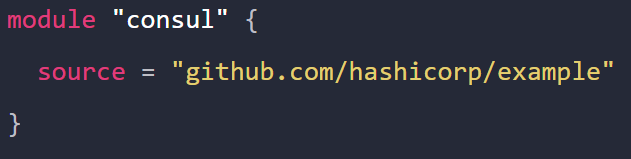 module "consul" {
source = "github.com/hashicorp/example"
}